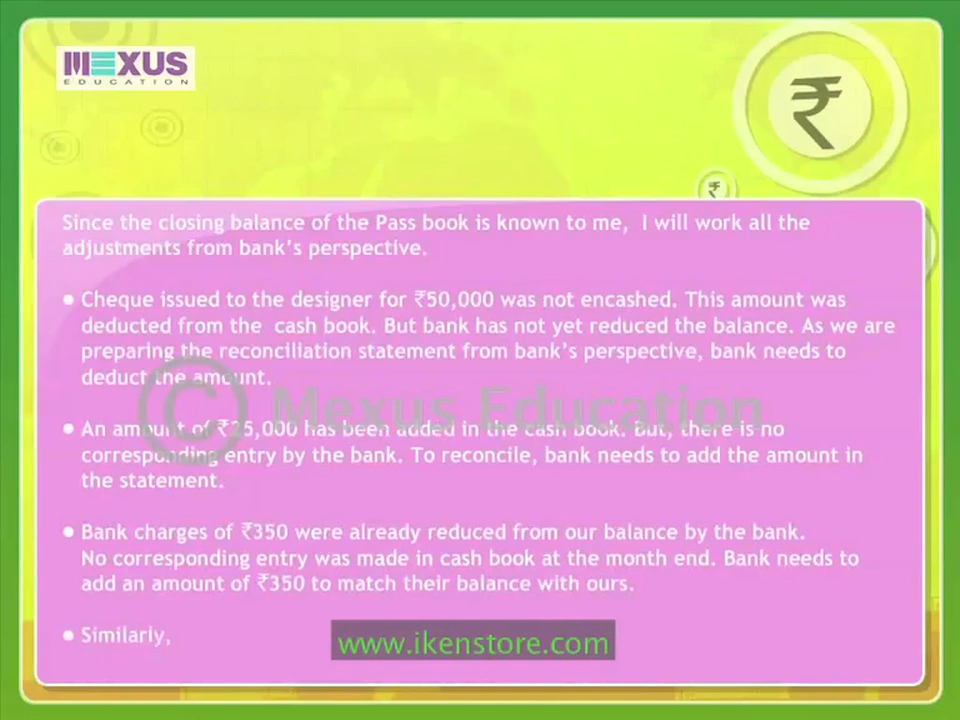 MEXUS
EDUCATION
₹
₹
Since the closing balance of the Pass book is known to me, I will work all the
adjustments from bank's perspective.
● Cheque issued to the designer for ₹50,000 was not encashed. This amount was
deducted from the cash book. But bank has not yet reduced the balance. As we are
preparing the reconciliation statement from bank's perspective, bank needs to
deduct the amount.
© Mexus Education
● An amount of ₹25,000 has been added in the cash book. But, there is no
corresponding entry by the bank. To reconcile, bank needs to add the amount in
the statement.
● Bank charges of ₹350 were already reduced from our balance by the bank.
No corresponding entry was made in cash book at the month end. Bank needs to
add an amount of ₹350 to match their balance with ours.
● Similarly,
www.ikenstore.com